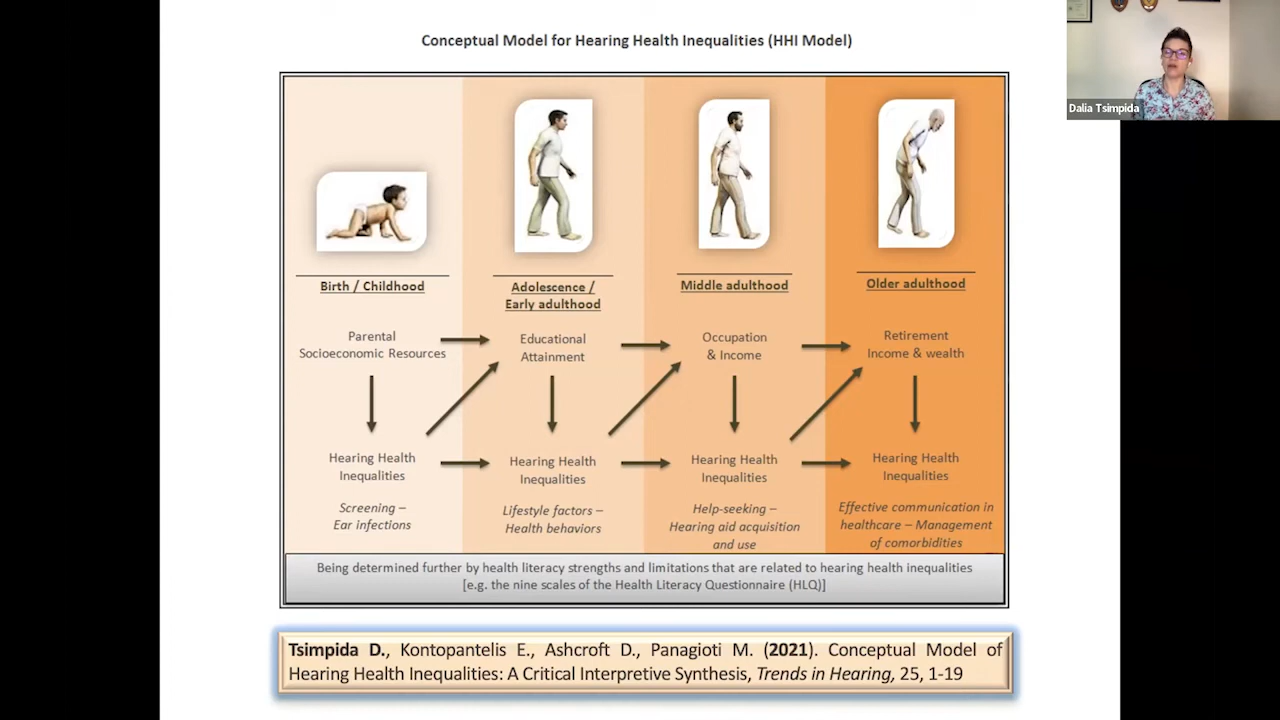 Conceptual Model for Hearing Health Inequalities (HHI Model)
Dalia Tsimpida
Birth / Childhood
Adolescence /
Early adulthood
Middle adulthood
Older adulthood
Parental
Socioeconomic Resources
Educational
Attainment
Occupation
& Income
Retirement
Income & wealth
Hearing Health
Inequalities
Hearing Health
Inequalities
Hearing Health
Inequalities
Hearing Health
Inequalities
Screening –
Ear infections
Lifestyle factors –
Health behaviors
Help-seeking –
Hearing aid acquisition
and use
Effective communication in
healthcare – Management
of comorbidities
Being determined further by health literacy strengths and limitations that are related to hearing health inequalities
[e.g. the nine scales of the Health Literacy Questionnaire (HLQ)]
Tsimpida D., Kontopantelis E., Ashcroft D., Panagioti M. (2021). Conceptual Model of
Hearing Health Inequalities: A Critical Interpretive Synthesis, Trends in Hearing, 25, 1-19